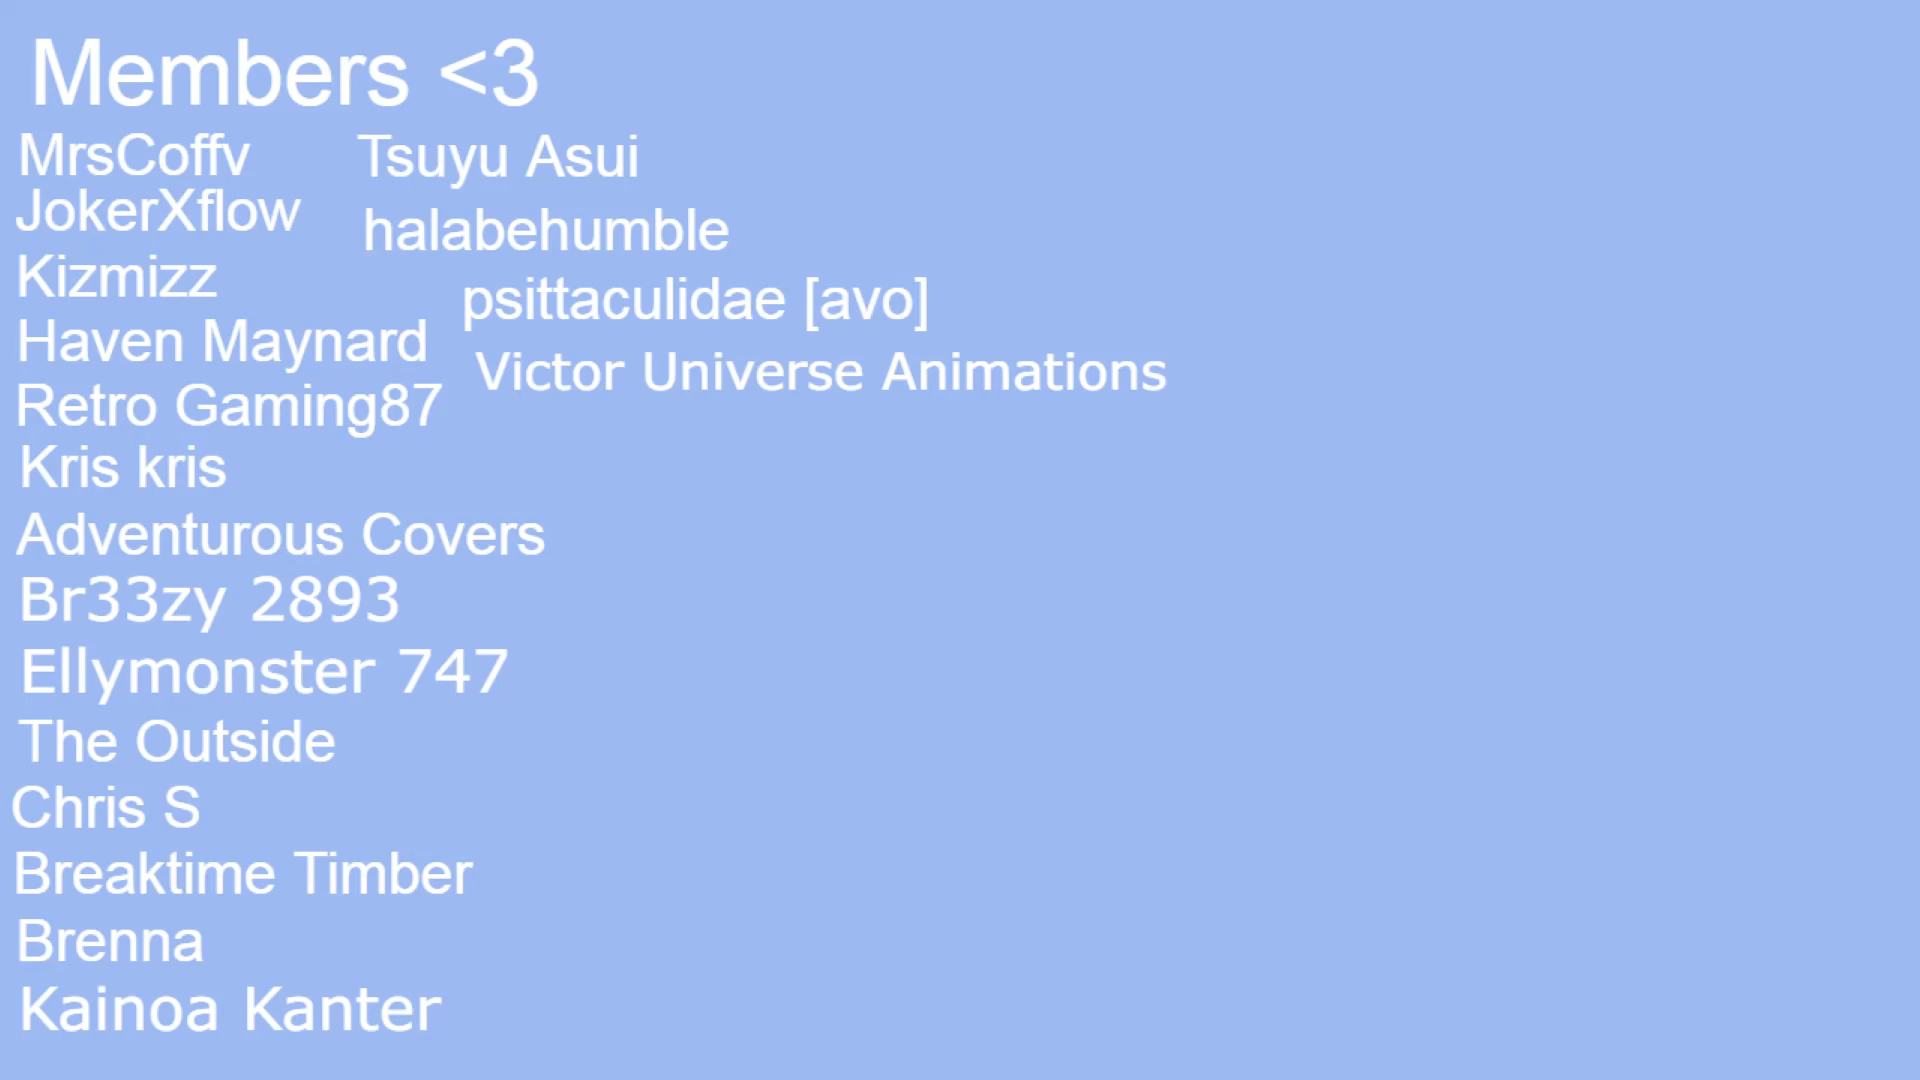 Members <3
MrsCoffv
JokerXflow
Kizmizz
Haven Maynard
Retro Gaming87
Kris kris
Adventurous Covers
Br33zy 2893
Ellymonster 747
The Outside
Chris S
Breaktime Timber
Brenna
Kainoa Kanter
Tsuyu Asui
halabehumble
psittaculidae [avo]
Victor Universe Animations